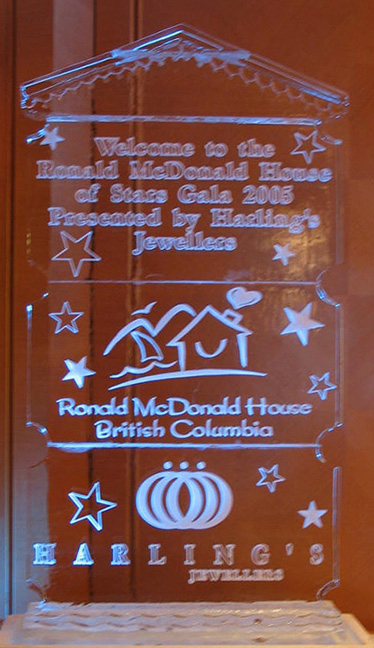 Welcome to the
Ronald McDonald House
of Stars Gala 2005
Presented by Harling's
Jewellers
Ronald McDonald House
British Columbia
HARLING'S
JEWELLERS